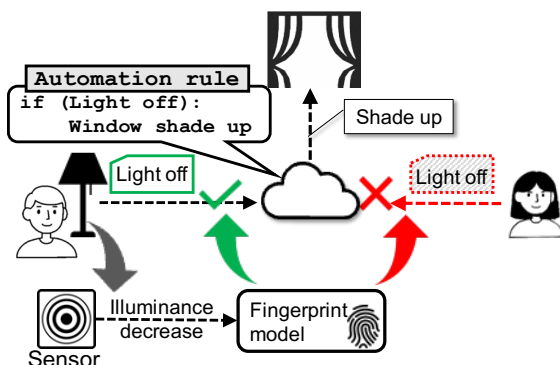 Automation rule
if (Light off):
Window shade up
Shade up
Light off
Light off
Illuminance
decrease
Fingerprint
model
Sensor